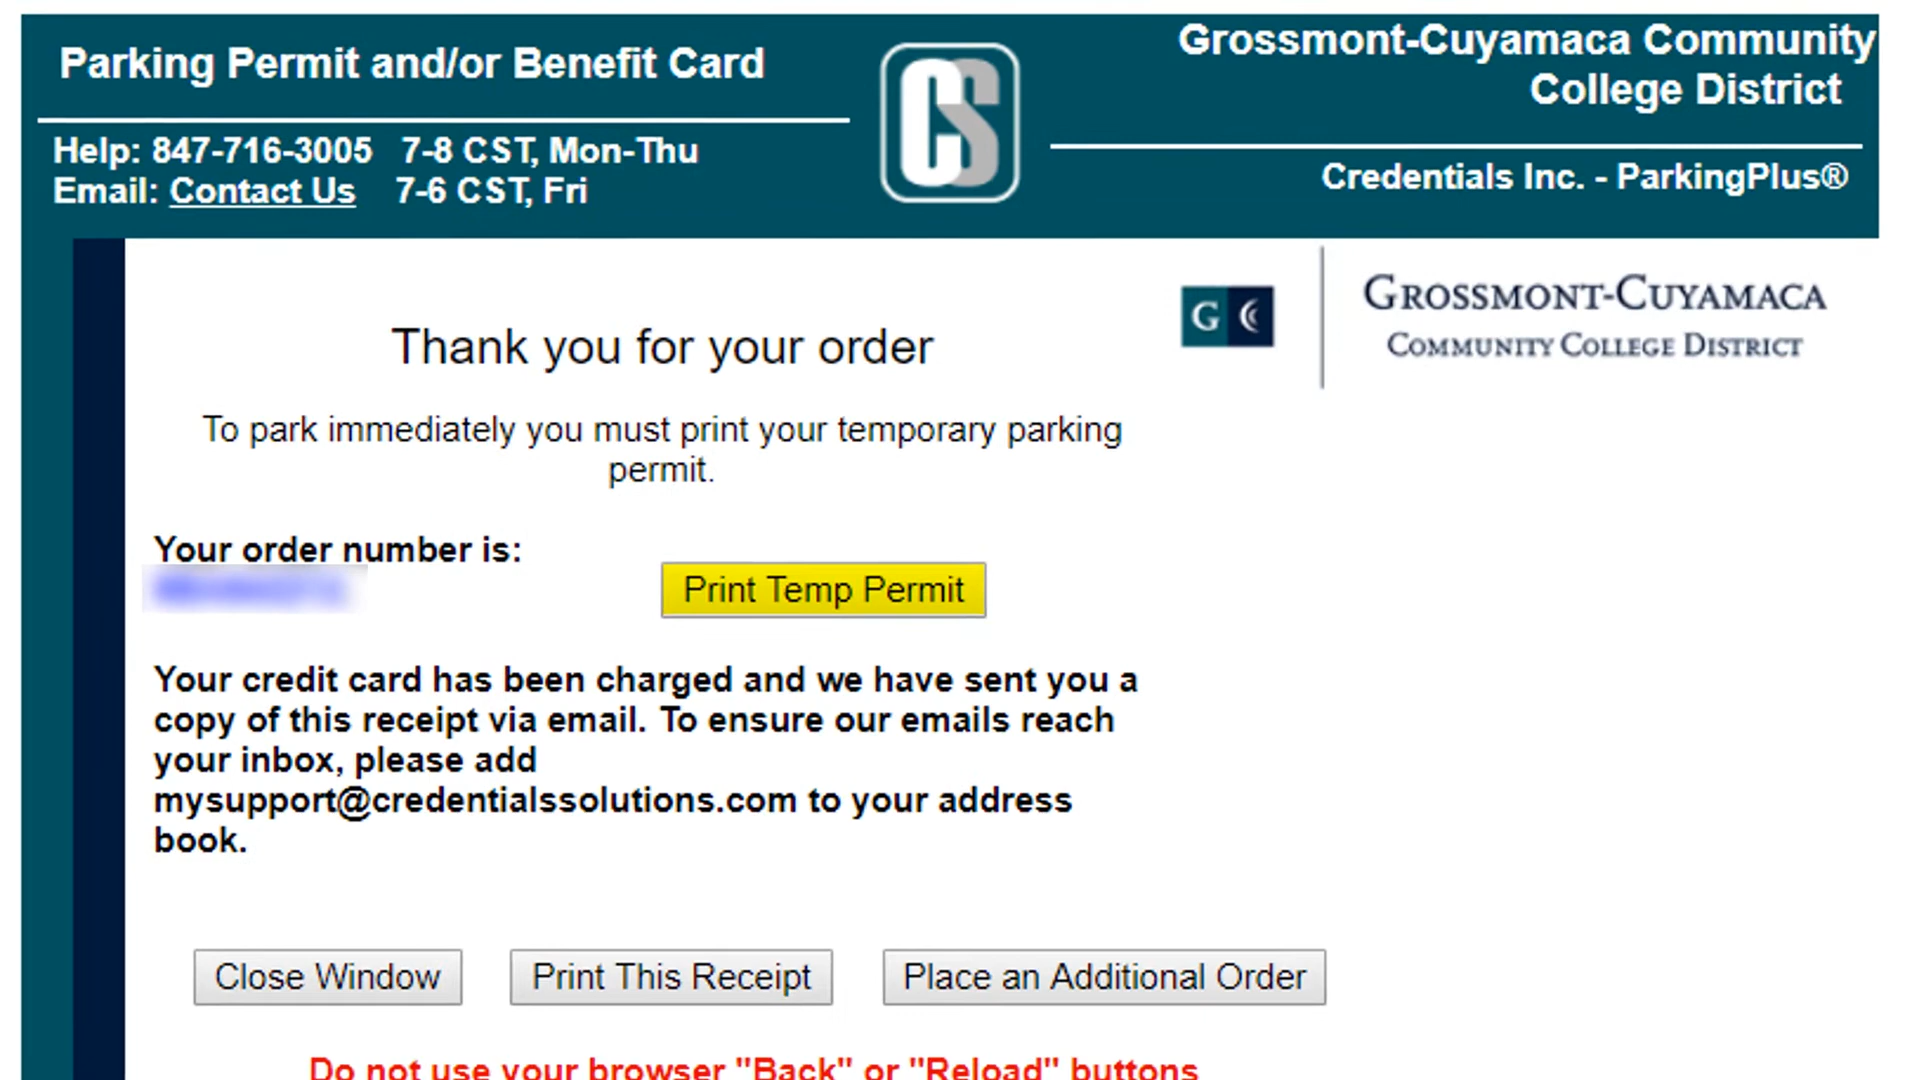 Parking Permit and/or Benefit Card
Help: 847-716-3005 7-8 CST, Mon-Thu
Email: Contact Us 7-6 CST, Fri
CS
Grossmont-Cuyamaca Community
College District
Credentials Inc. - ParkingPlus®
G C
GROSSMONT-CUYAMACA
COMMUNITY COLLEGE DISTRICT
Thank you for your order
To park immediately you must print your temporary parking
permit.
Your order number is:
Print Temp Permit
Your credit card has been charged and we have sent you a
copy of this receipt via email. To ensure our emails reach
your inbox, please add
mysupport@credentialssolutions.com to your address
book.
Close Window Print This Receipt Place an Additional Order
Do not use your browser "Back" or "Reload" buttons